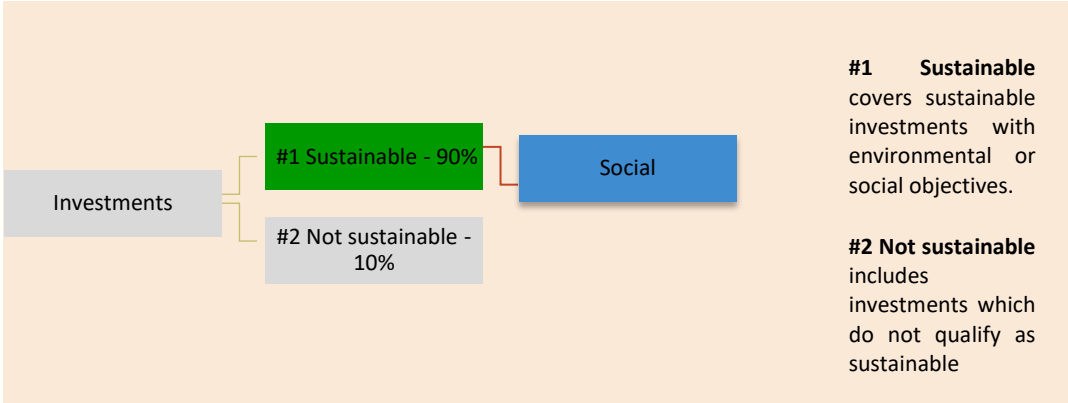 Investments
#1 Sustainable - 90%
#2 Not sustainable -
10%
Social
#1 Sustainable
covers sustainable
investments with
environmental or
social objectives.
#2 Not sustainable
includes
investments which
do not qualify as
sustainable